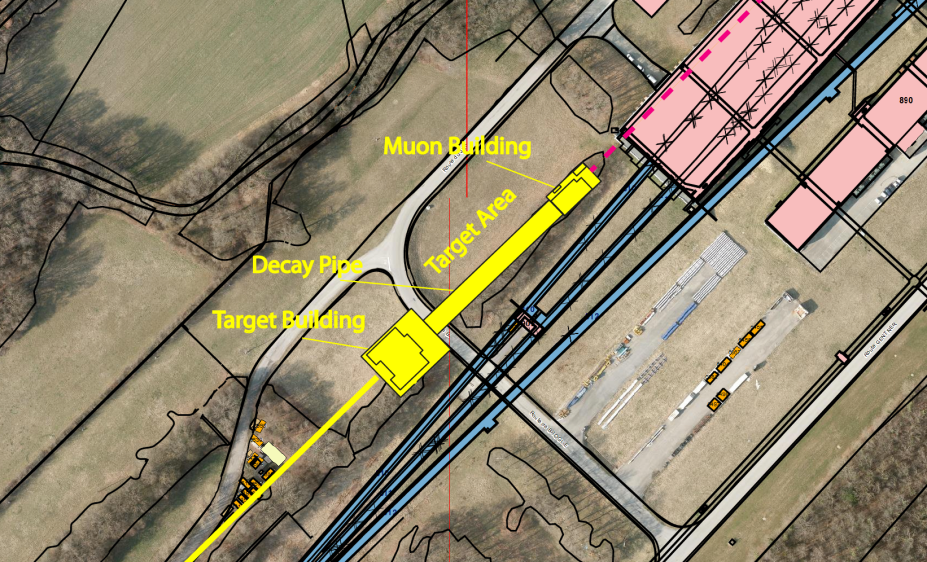 890
Muon Building
Target Area
Decay Pipe
Target Building